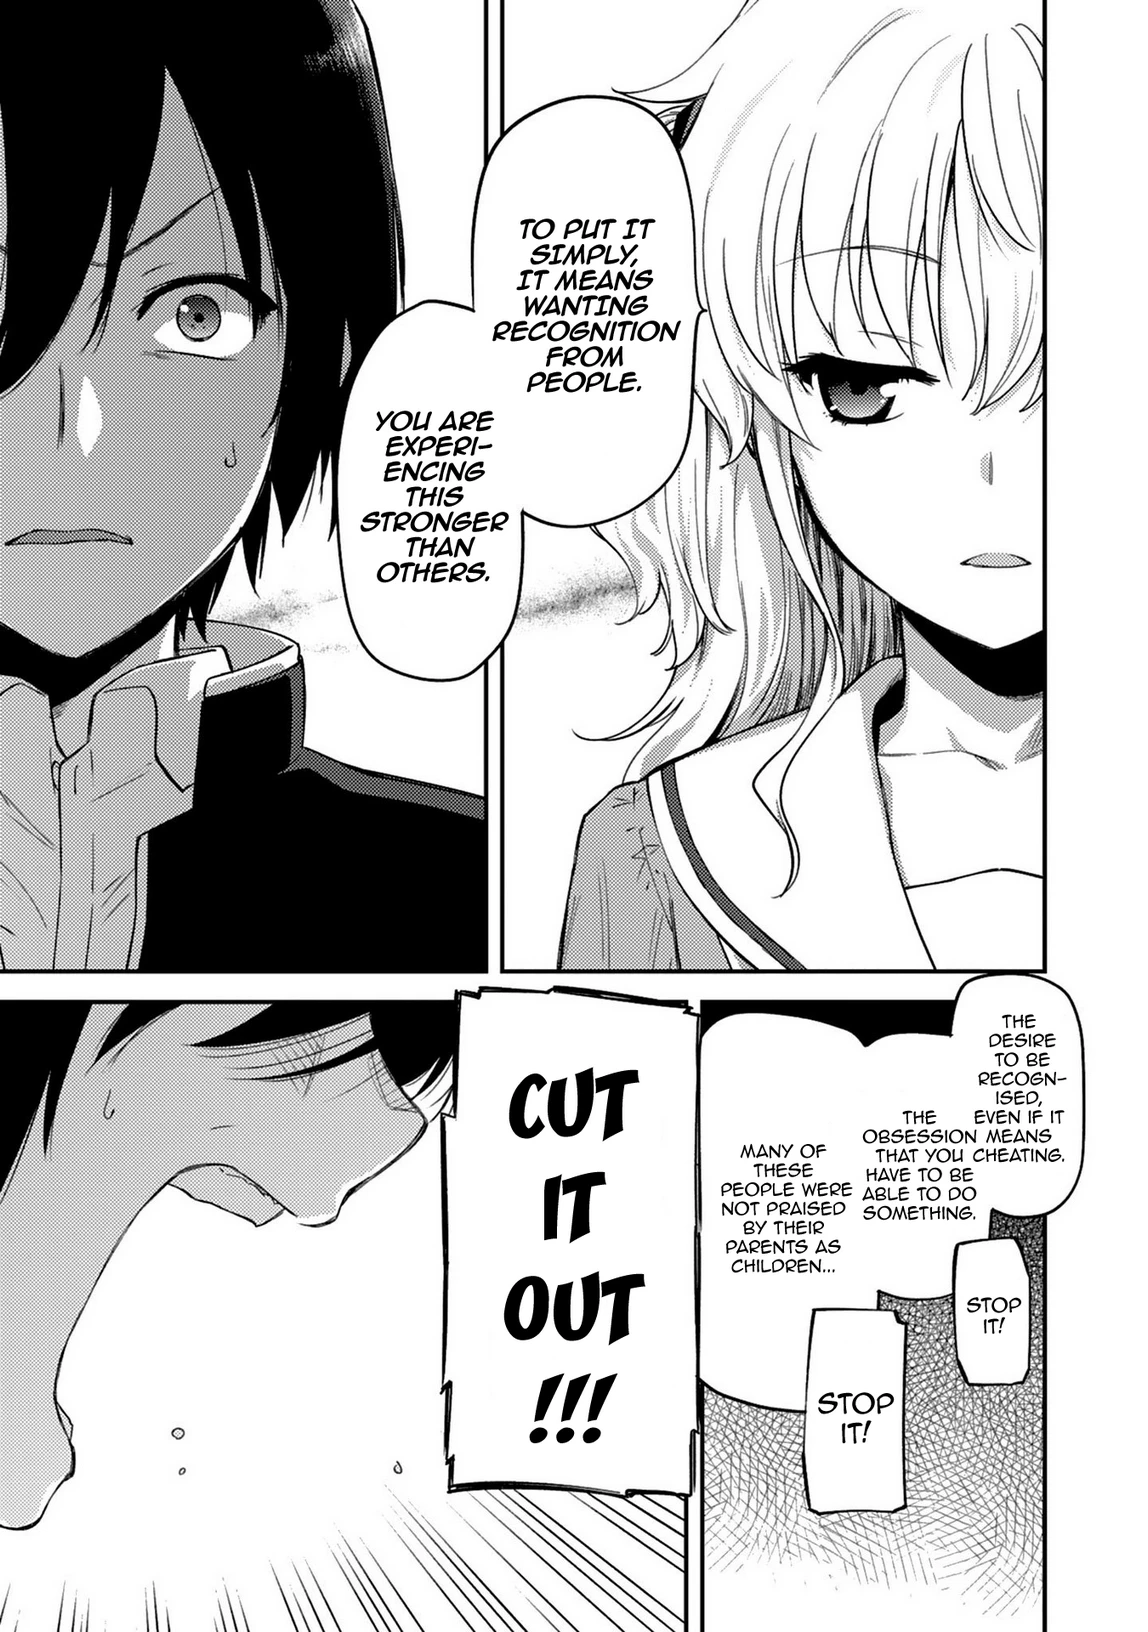 TO PUT IT
SIMPLY,
IT MEANS
WANTING
RECOGNITION
FROM
PEOPLE.
YOU ARE
EXPERI-
ENCING
THIS
STRONGER
THAN
OTHERS.
THE
DESIRE
TO BE
RECOGN-
ISED,
EVEN IF IT
MEANS
CHEATING.
THE
OBSESSION
THAT YOU
HAVE TO BE
ABLE TO DO
SOMETHING.
MANY OF
THESE
PEOPLE WERE
NOT PRAISED
BY THEIR
PARENTS AS
CHILDREN...
STOP
IT!
STOP
IT!
CUT
IT
OUT
!!!